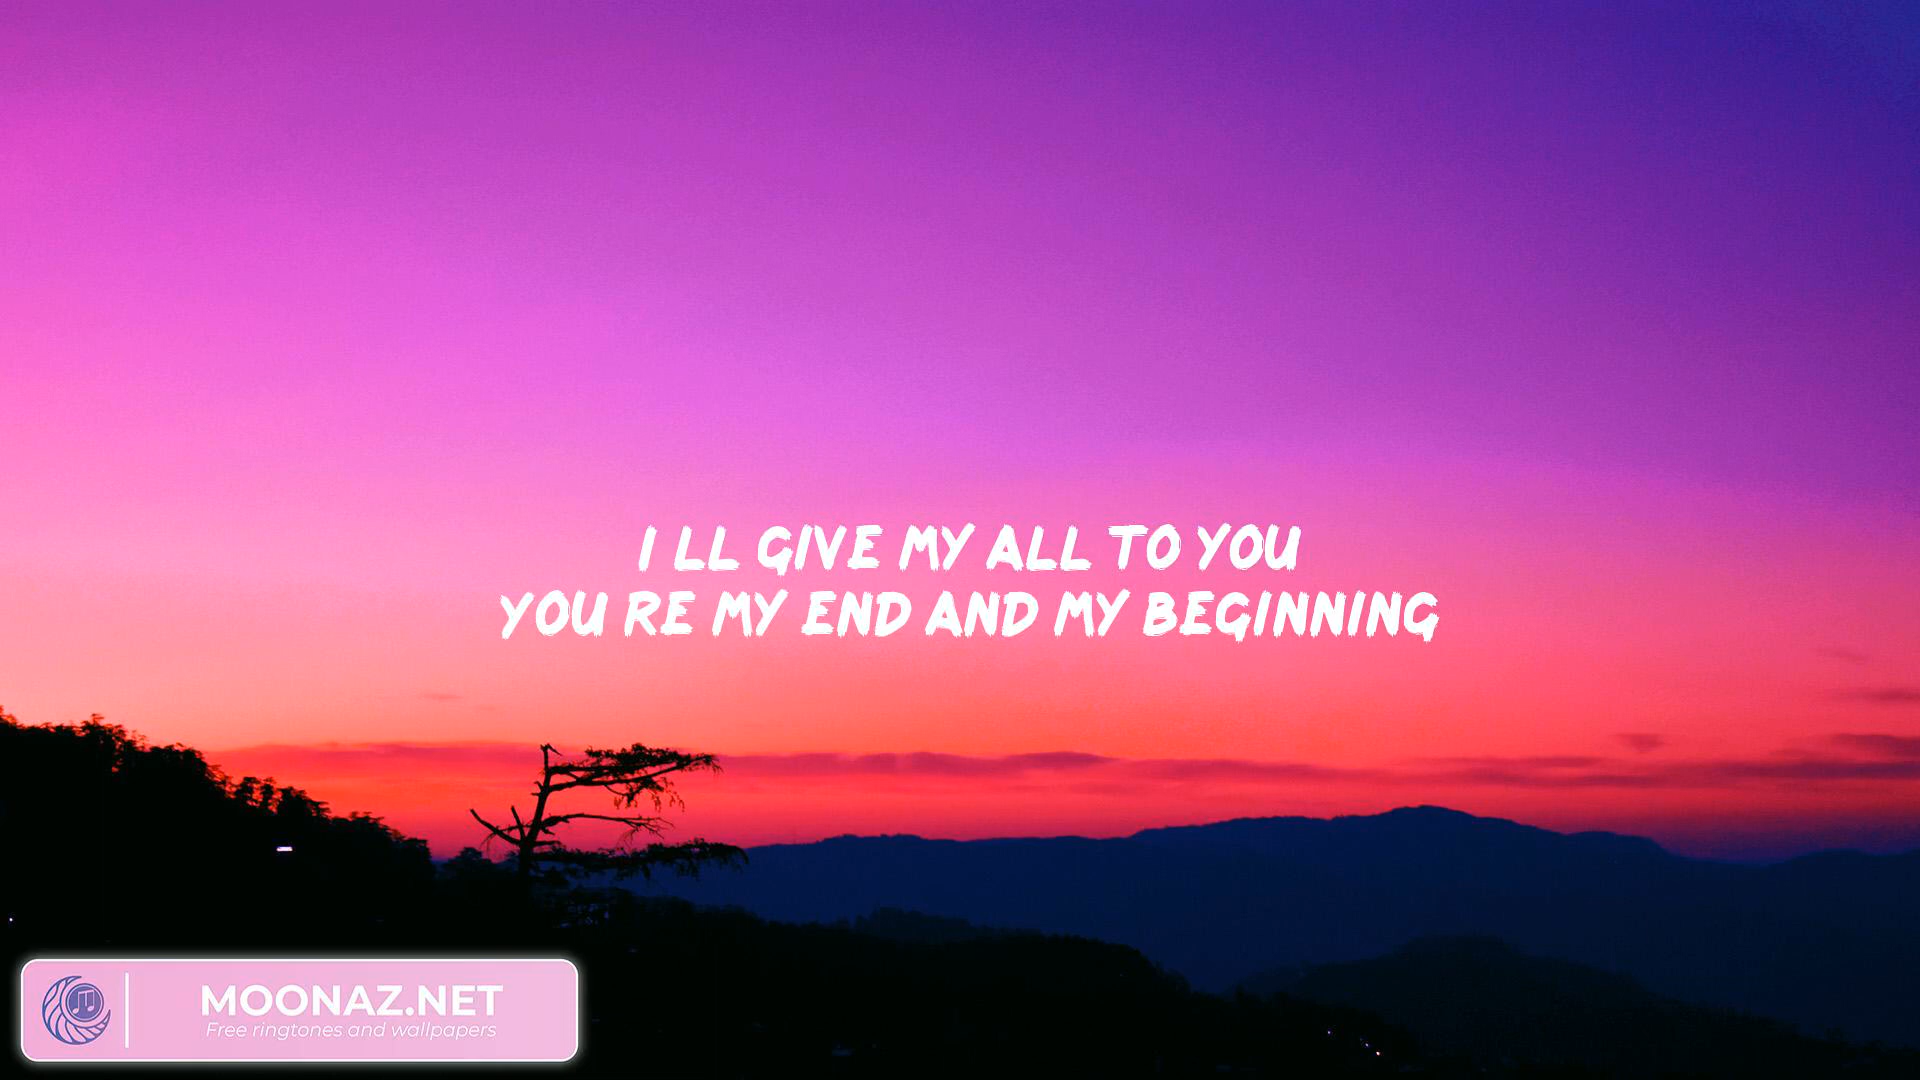 I LL GIVE MY ALL TO YOU
YOU RE MY END AND MY BEGINNING
MOONAZ.NET
Free ringtones and wallpapers